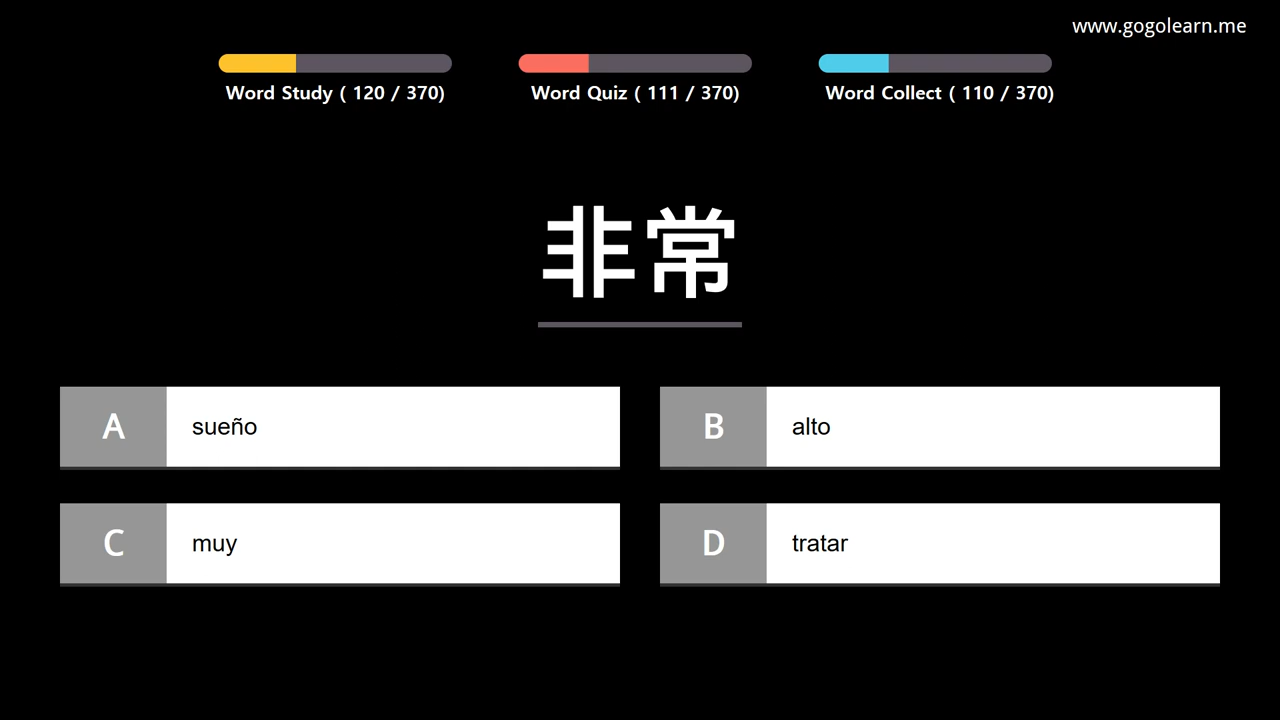 www.gogolearn.me
Word Study ( 120 / 370)
Word Quiz ( 111 / 370)
Word Collect ( 110 / 370)
非常
A sueño
B alto
C muy
D tratar